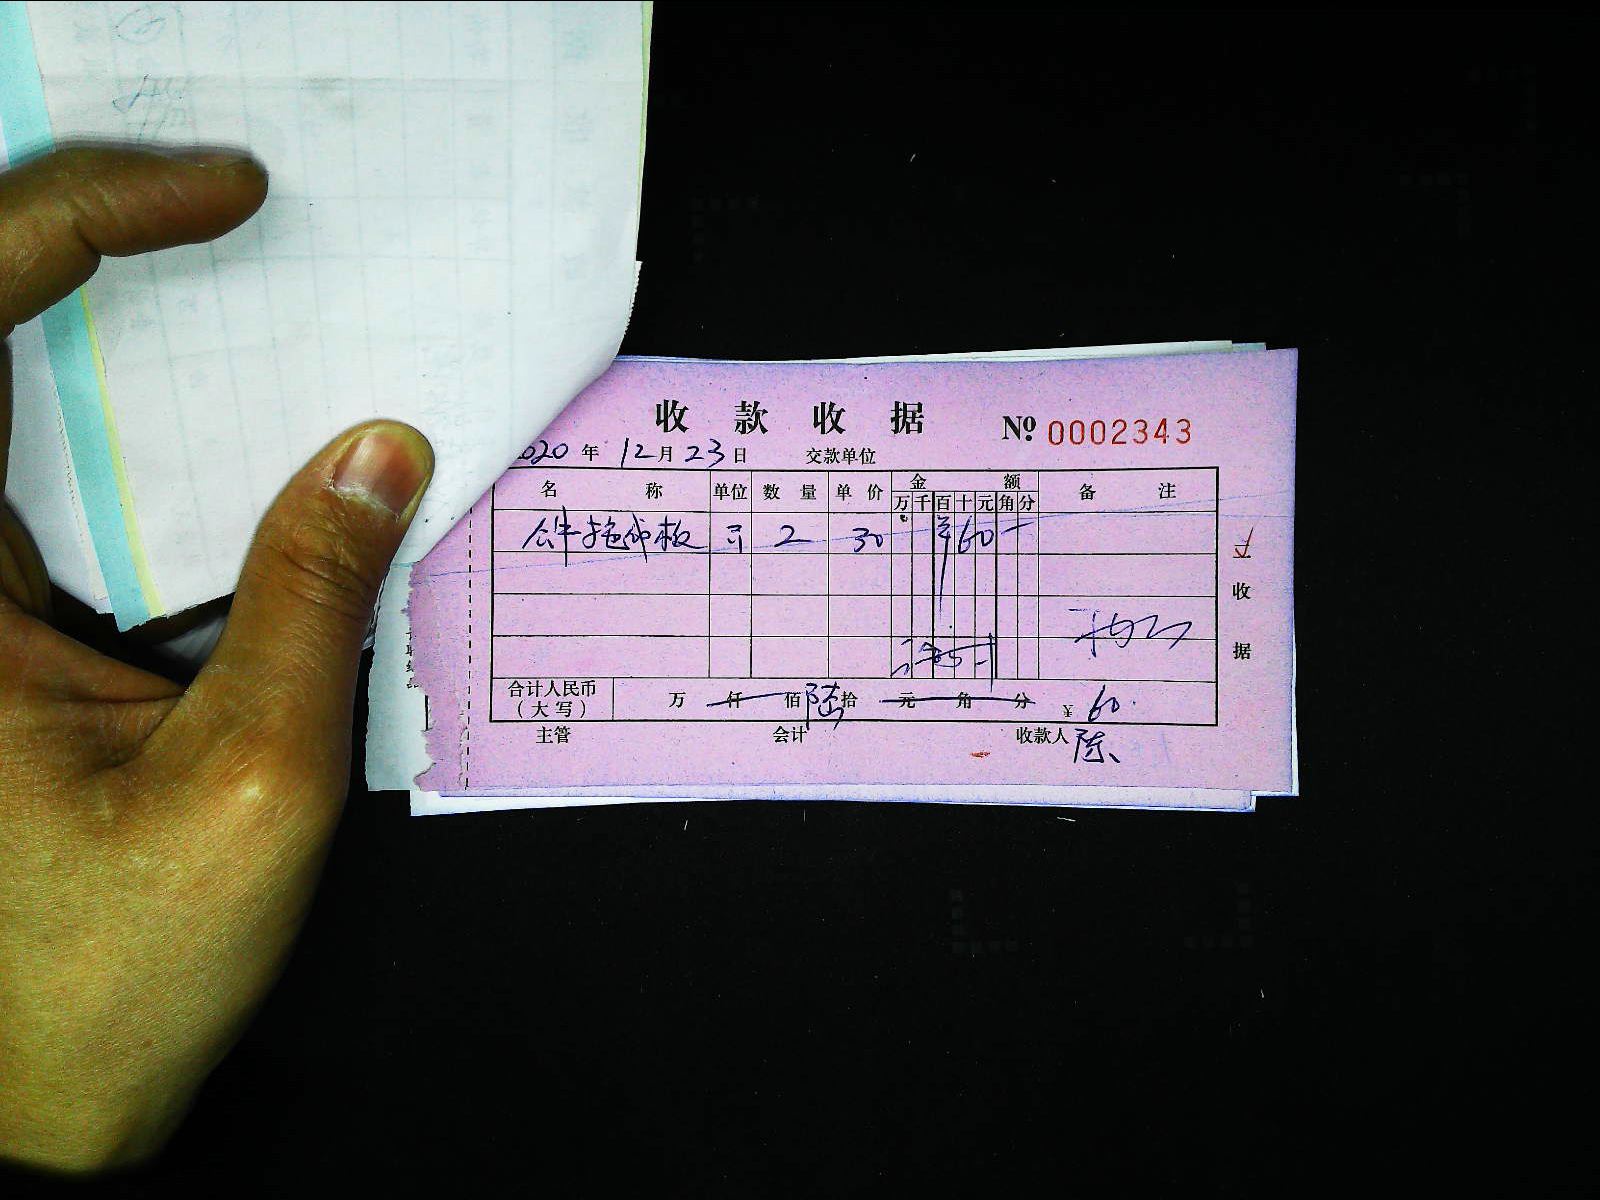 收款收据 № 0002343
2020 年 12 月 23 日 交款单位
名称 单位 数量 单价 金额 备注
万 千 百 十 元 角 分
2 30 ¥60
收据
合计人民币(大写) 万 仟 佰 陆拾 元 角 分 ¥ 60.
主管 会计 收款人 陈